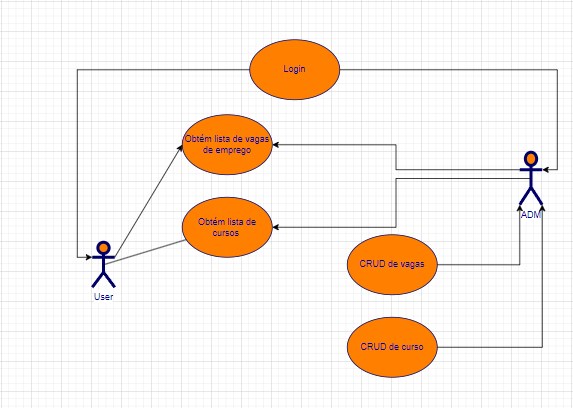 Login
Obtém lista de vagas
de emprego
Obtém lista de
cursos
ADM
CRUD de vagas
User
CRUD de curso